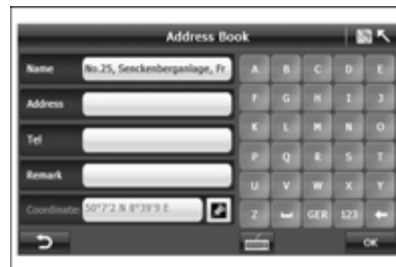 Address Book
Name
No.25, Senckenberganlage, Fr
A B C D E
Address
F G H I J
Tel
K L M N O
P Q R S T
Remark
U V W X Y
Coordinate
50°7'2 N 8°39'9 E
Z GER 123
OK